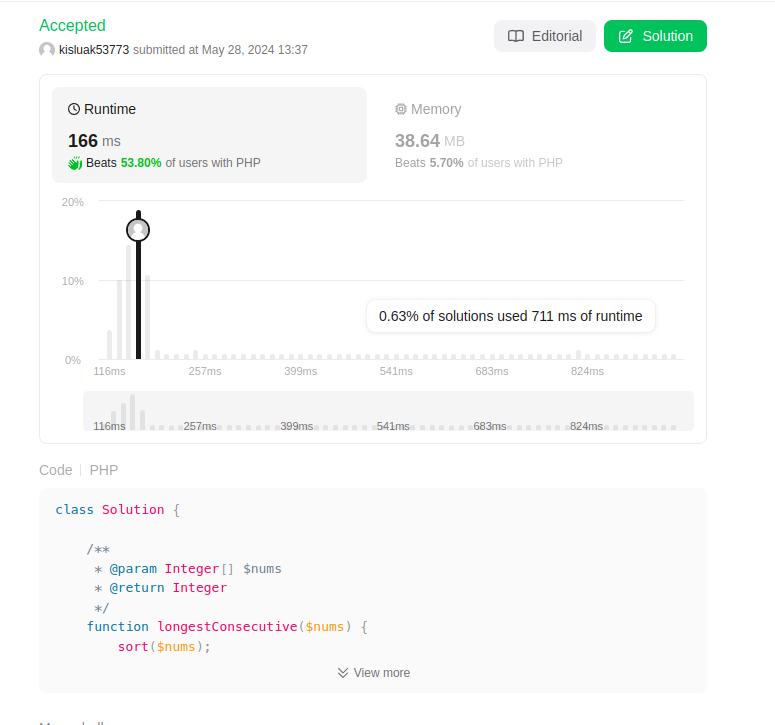 Accepted
Editorial
Solution
kisluak53773 submitted at May 28, 2024 13:37
Runtime
Memory
166 ms
38.64 MB
Beats 53.80% of users with PHP
Beats 5.70% of users with PHP
20%
10%
0.63% of solutions used 711 ms of runtime
0%
116ms 257ms 399ms 541ms 683ms 824ms
116ms 257ms 399ms 541ms 683ms 824ms
Code | PHP
class Solution {
/**
* @param Integer[] $nums
* @return Integer
*/
function longestConsecutive($nums) {
sort($nums);
View more